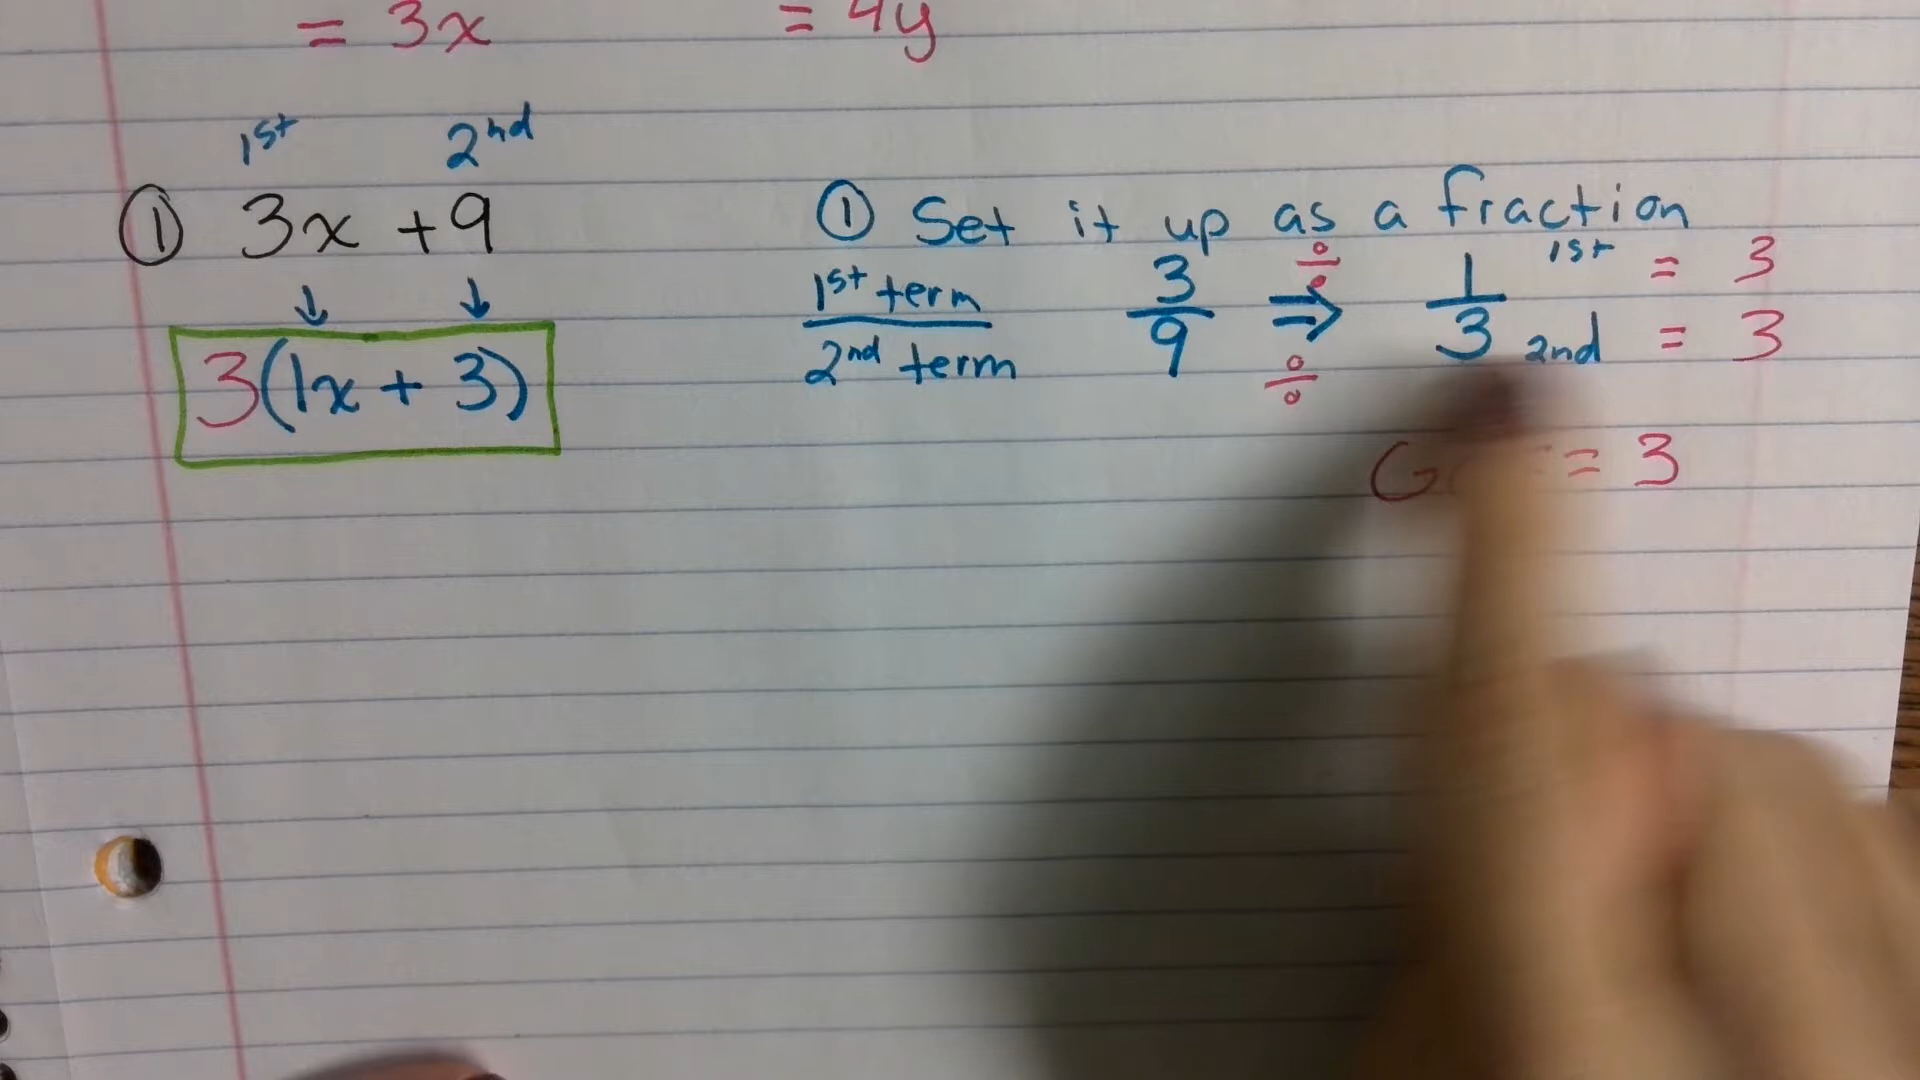 = 3x = 4y
1st 2nd
① 3x + 9
↓ ↓
3(1x + 3)
① Set it up as a fraction
1st term / 2nd term 3/9 ÷ ⇒ ÷ 1/3 1st = 3
2nd = 3
= 3